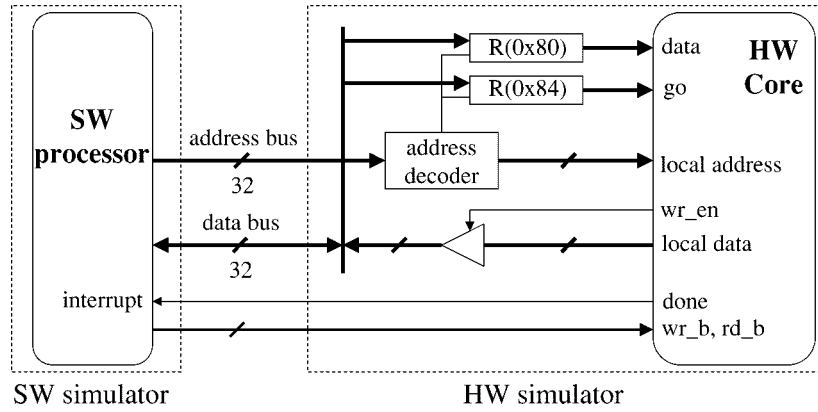 SW
processor
address bus
32
data bus
32
interrupt
R(0x80)
R(0x84)
address
decoder
HW
Core
data
go
local address
wr_en
local data
done
wr_b, rd_b
SW simulator
HW simulator